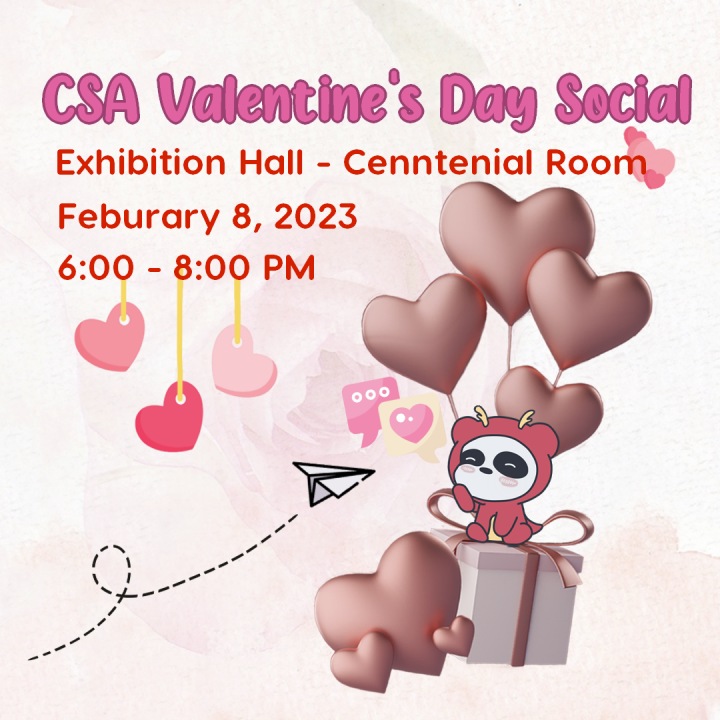 CSA Valentine's Day Social
Exhibition Hall - Cenntenial Room
Feburary 8, 2023
6:00 - 8:00 PM